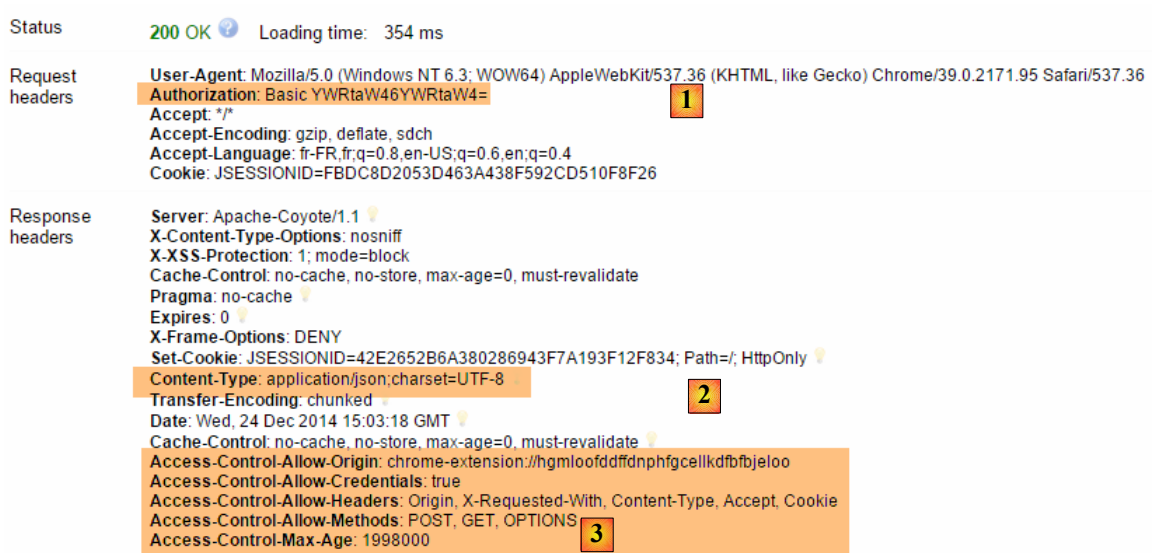 Status
200 OK Loading time: 354 ms
Request headers
User-Agent: Mozilla/5.0 (Windows NT 6.3; WOW64) AppleWebKit/537.36 (KHTML, like Gecko) Chrome/39.0.2171.95 Safari/537.36
Authorization: Basic YWRtaW46YWRtaW4=
1
Accept: */*
Accept-Encoding: gzip, deflate, sdch
Accept-Language: fr-FR,fr;q=0.8,en-US;q=0.6,en;q=0.4
Cookie: JSESSIONID=FBDC8D2053D463A438F592CD510F8F26
Response headers
Server: Apache-Coyote/1.1
X-Content-Type-Options: nosniff
X-XSS-Protection: 1; mode=block
Cache-Control: no-cache, no-store, max-age=0, must-revalidate
Pragma: no-cache
Expires: 0
X-Frame-Options: DENY
Set-Cookie: JSESSIONID=42E2652B6A380286943F7A193F12F834; Path=/; HttpOnly
Content-Type: application/json;charset=UTF-8
2
Transfer-Encoding: chunked
Date: Wed, 24 Dec 2014 15:03:18 GMT
Cache-Control: no-cache, no-store, max-age=0, must-revalidate
Access-Control-Allow-Origin: chrome-extension://hgmloofddffdnphfgcellkdfbfbjeloo
Access-Control-Allow-Credentials: true
Access-Control-Allow-Headers: Origin, X-Requested-With, Content-Type, Accept, Cookie
Access-Control-Allow-Methods: POST, GET, OPTIONS
3
Access-Control-Max-Age: 1998000